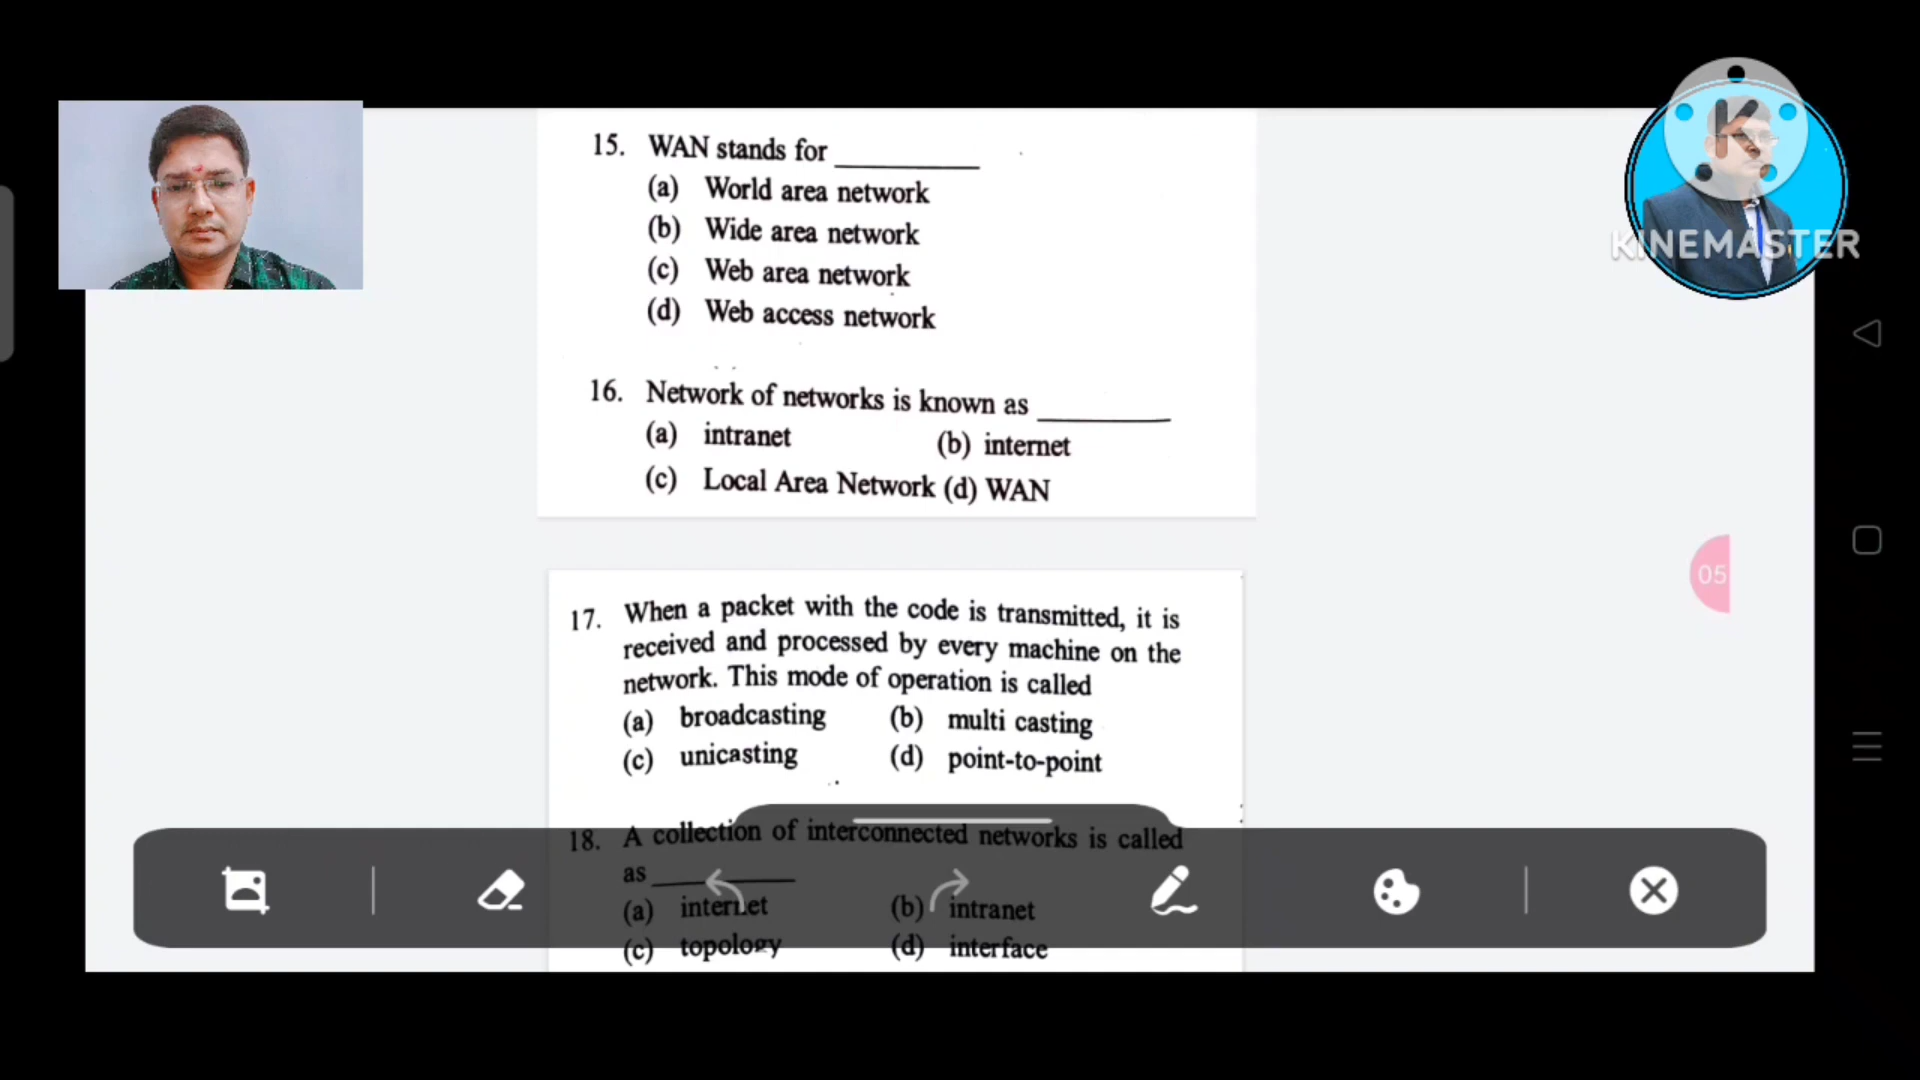 15. WAN stands for __________
(a) World area network
(b) Wide area network
(c) Web area network
(d) Web access network
KINEMASTER
16. Network of networks is known as __________
(a) intranet (b) internet
(c) Local Area Network (d) WAN
05
17. When a packet with the code is transmitted, it is
received and processed by every machine on the
network. This mode of operation is called
(a) broadcasting (b) multi casting
(c) unicasting (d) point-to-point
18. A collection of interconnected networks is called
as __________
(a) internet (b) intranet
(c) topology (d) interface